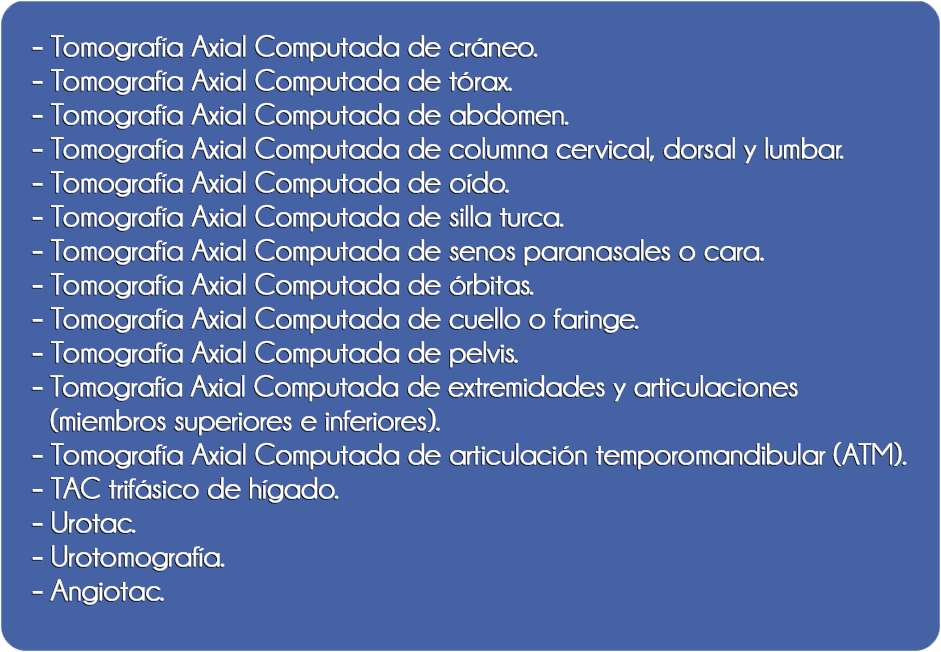 - Tomografía Axial Computada de cráneo.
- Tomografía Axial Computada de tórax.
- Tomografía Axial Computada de abdomen.
- Tomografía Axial Computada de columna cervical, dorsal y lumbar.
- Tomografía Axial Computada de oído.
- Tomografía Axial Computada de silla turca.
- Tomografía Axial Computada de senos paranasales o cara.
- Tomografía Axial Computada de órbitas.
- Tomografía Axial Computada de cuello o faringe.
- Tomografía Axial Computada de pelvis.
- Tomografía Axial Computada de extremidades y articulaciones
(miembros superiores e inferiores).
- Tomografía Axial Computada de articulación temporomandibular (ATM).
- TAC trifásico de hígado.
- Urotac.
- Urotomografía.
- Angiotac.